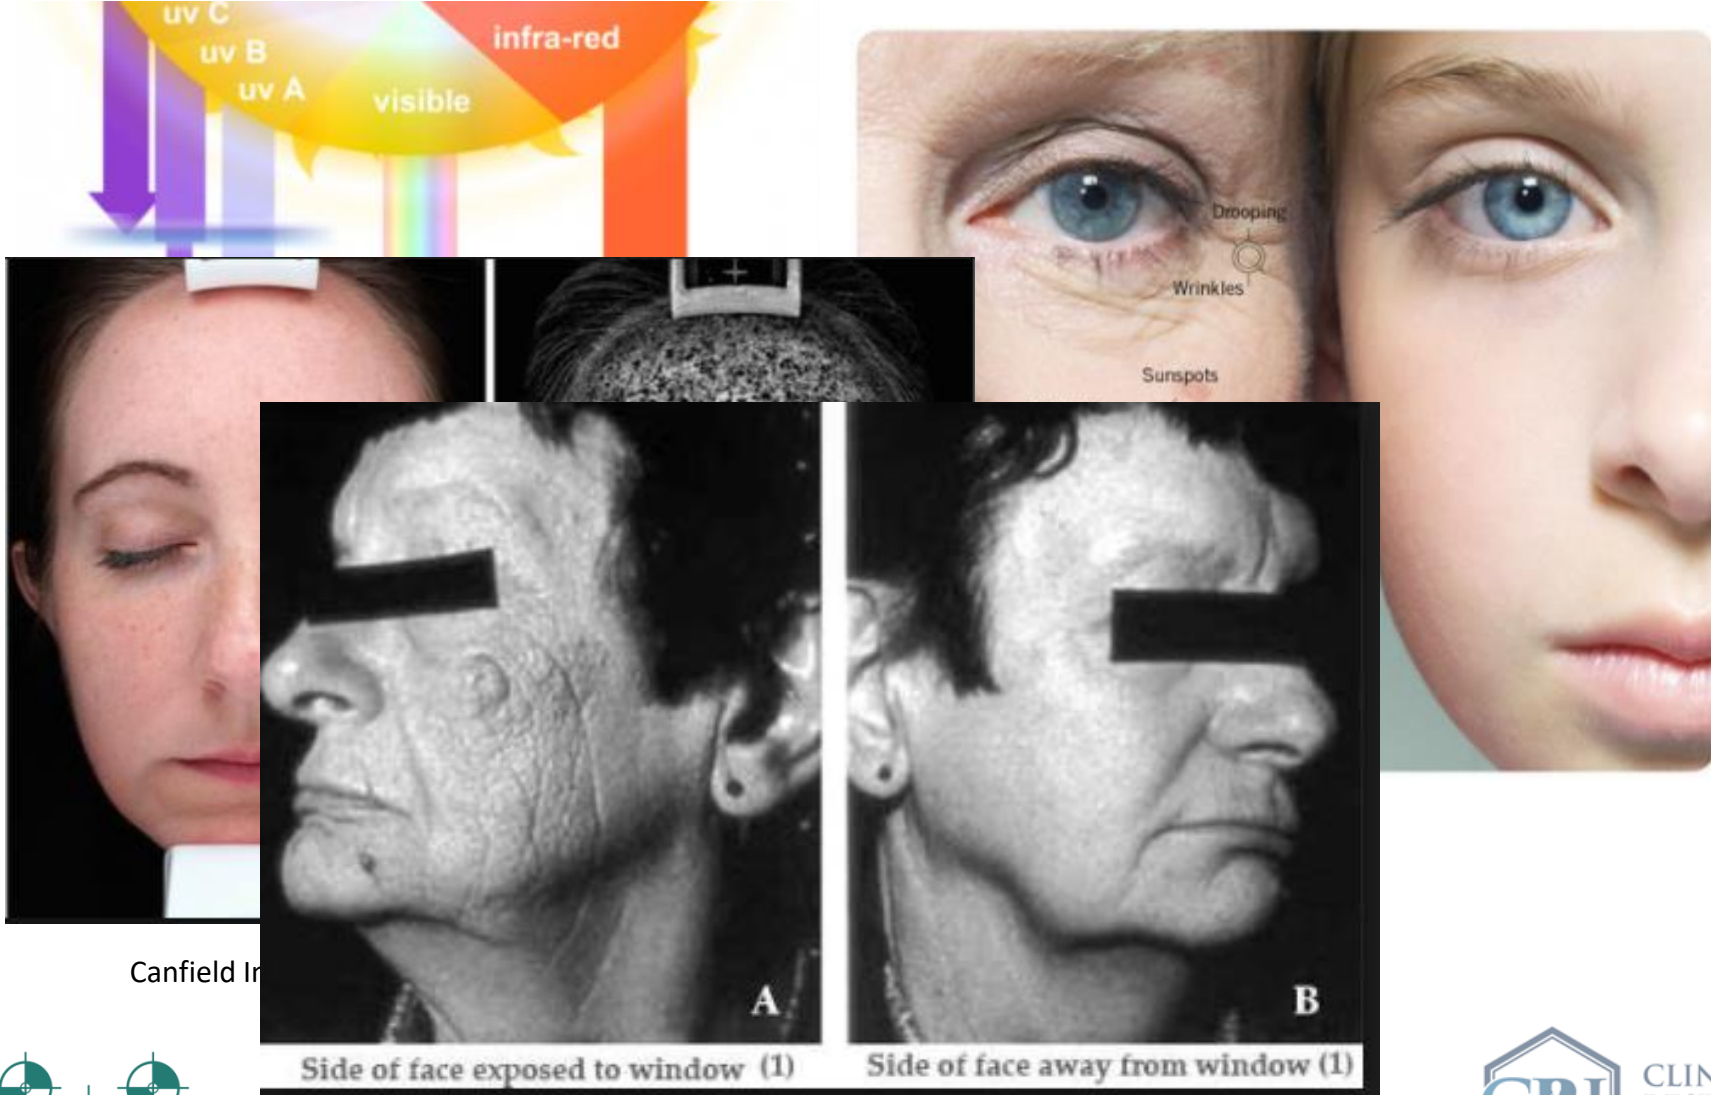 uv C
uv B
uv A
visible
infra-red
Drooping
Wrinkles
Sunspots
A
B
Side of face exposed to window (1)
Side of face away from window (1)
Canfield
CLIN